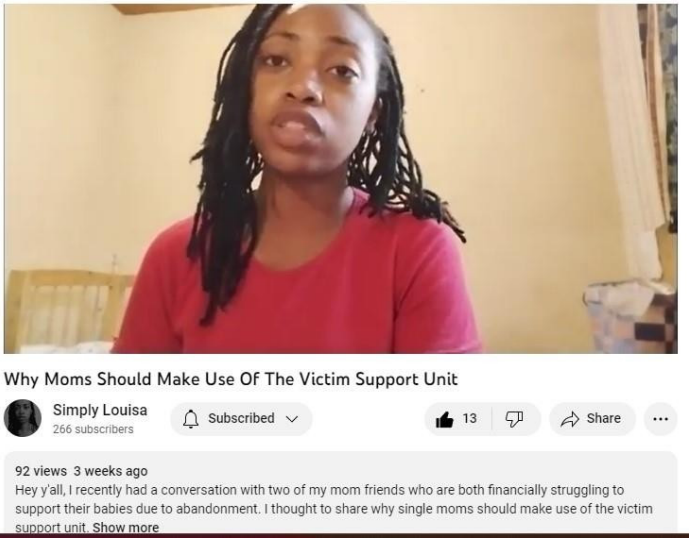 Why Moms Should Make Use Of The Victim Support Unit
Simply Louisa
266 subscribers
Subscribed
13
Share
92 views 3 weeks ago
Hey y'all, I recently had a conversation with two of my mom friends who are both financially struggling to
support their babies due to abandonment. I thought to share why single moms should make use of the victim
support unit. Show more